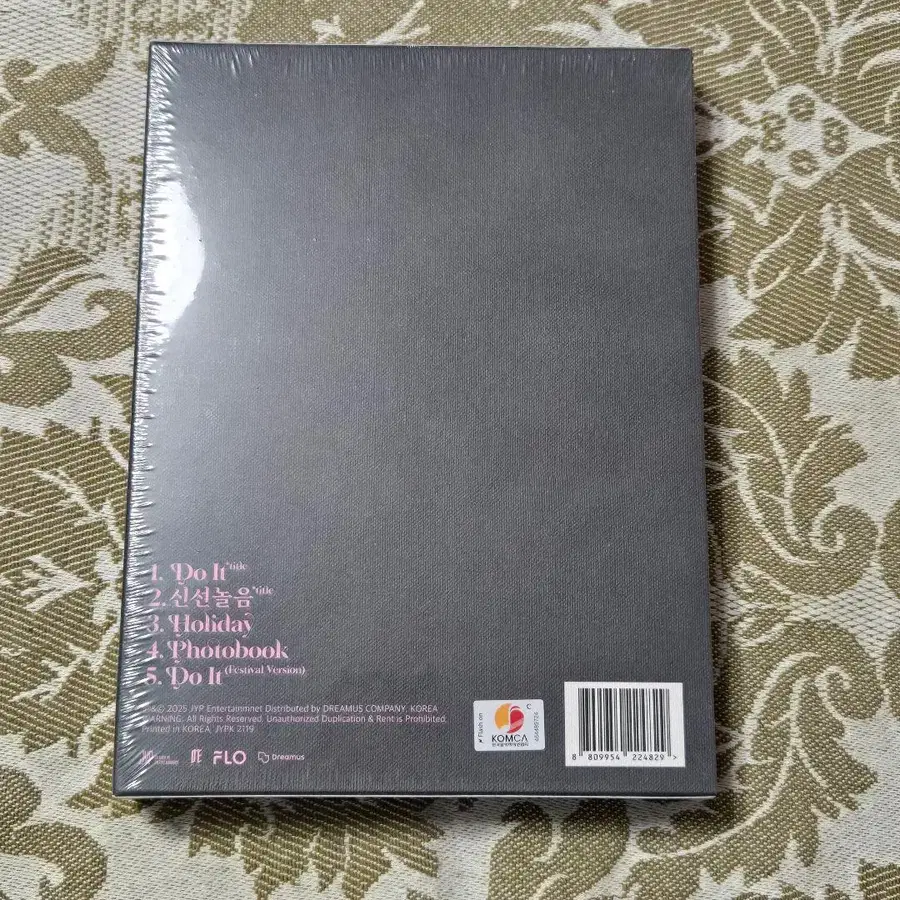 1. Do It *title
2. 신선놀음 *title
3. Holiday
4. Photobook
5. Do It (Festival Version)
℗&© 2025 JYP Entertainmnet Distributed by DREAMUS COMPANY, KOREA
WARNING. All Rights Reserved. Unauthorized Duplication & Rent is Prohibited.
Printed in KOREA, JYPK 2119
FLO
Dreamus
Flash on
KOMCA
C
8 809954 224829 >